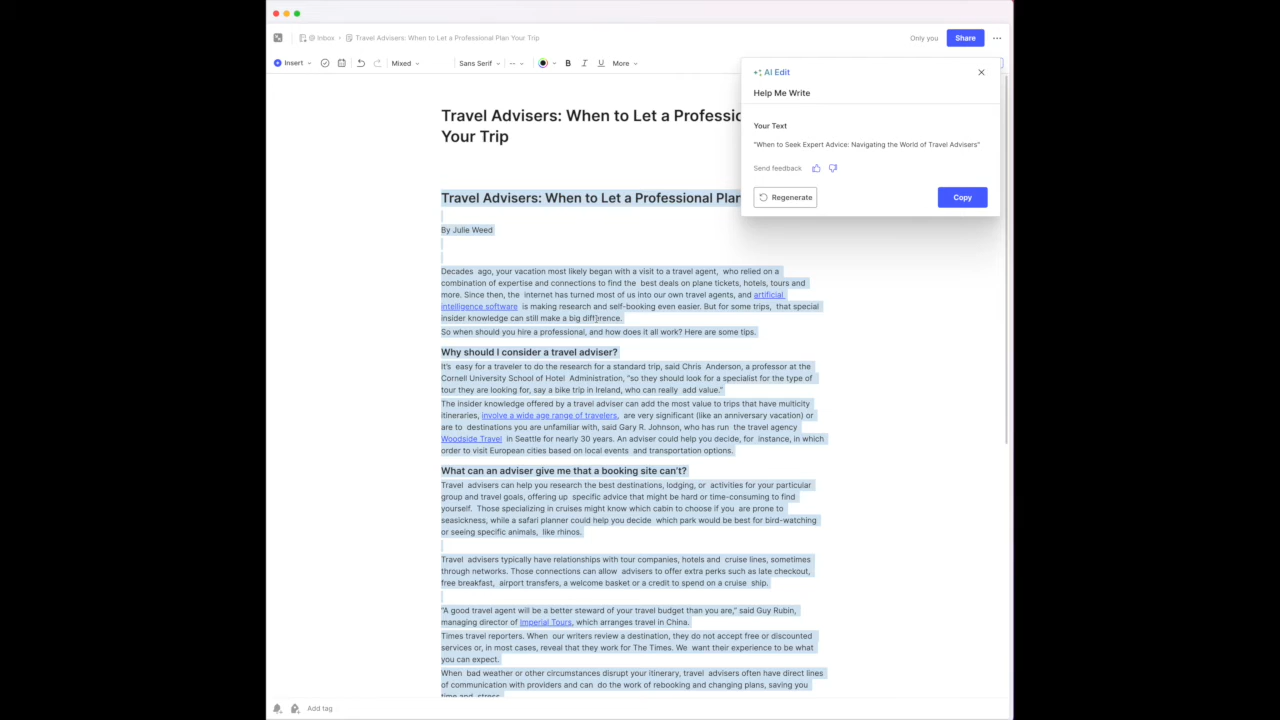 Inbox
Travel Advisers: When to Let a Professional Plan Your Trip
Only you
Share
Insert
Mixed
Sans Serif
B
I
U
More
AI Edit
Help Me Write
Your Text
"When to Seek Expert Advice: Navigating the World of Travel Advisers"
Send feedback
Regenerate
Copy
Travel Advisers: When to Let a Professio
Your Trip
Travel Advisers: When to Let a Professional Plan
By Julie Weed
Decades ago, your vacation most likely began with a visit to a travel agent, who relied on a
combination of expertise and connections to find the best deals on plane tickets, hotels, tours and
more. Since then, the internet has turned most of us into our own travel agents, and artificial
intelligence software is making research and self-booking even easier. But for some trips, that special
insider knowledge can still make a big difference.
So when should you hire a professional, and how does it all work? Here are some tips.
Why should I consider a travel adviser?
It's easy for a traveler to do the research for a standard trip, said Chris Anderson, a professor at the
Cornell University School of Hotel Administration, "so they should look for a specialist for the type of
tour they are looking for, say a bike trip in Ireland, who can really add value."
The insider knowledge offered by a travel adviser can add the most value to trips that have multicity
itineraries, involve a wide age range of travelers, are very significant (like an anniversary vacation) or
are to destinations you are unfamiliar with, said Gary R. Johnson, who has run the travel agency
Woodside Travel in Seattle for nearly 30 years. An adviser could help you decide, for instance, in which
order to visit European cities based on local events and transportation options.
What can an adviser give me that a booking site can't?
Travel advisers can help you research the best destinations, lodging, or activities for your particular
group and travel goals, offering up specific advice that might be hard or time-consuming to find
yourself. Those specializing in cruises might know which cabin to choose if you are prone to
seasickness, while a safari planner could help you decide which park would be best for bird-watching
or seeing specific animals, like rhinos.
Travel advisers typically have relationships with tour companies, hotels and cruise lines, sometimes
through networks. Those connections can allow advisers to offer extra perks such as late checkout,
free breakfast, airport transfers, a welcome basket or a credit to spend on a cruise ship.
"A good travel agent will be a better steward of your travel budget than you are," said Guy Rubin,
managing director of Imperial Tours, which arranges travel in China.
Times travel reporters. When our writers review a destination, they do not accept free or discounted
services or, in most cases, reveal that they work for The Times. We want their experience to be what
you can expect.
When bad weather or other circumstances disrupt your itinerary, travel advisers often have direct lines
of communication with providers and can do the work of rebooking and changing plans, saving you
time and stress.
Add tag